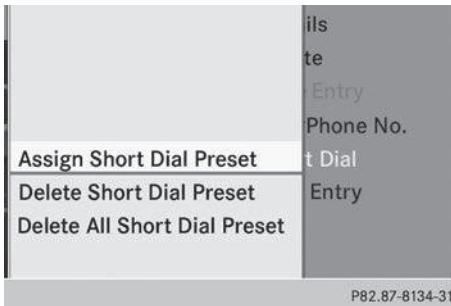 ils
te
Entry
Phone No.
Assign Short Dial Preset
t Dial
Delete Short Dial Preset
Entry
Delete All Short Dial Preset
P82.87-8134-31